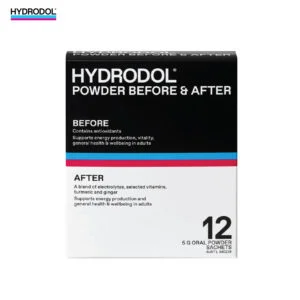 HYDRODOL
HYDRODOL®
POWDER BEFORE & AFTER
BEFORE
Contains antioxidants
Supports energy production, vitality,
general health & wellbeing in adults
AFTER
A blend of electrolytes, selected vitamins,
turmeric and ginger
Supports energy production and
general health & wellbeing in adults
12
5 G ORAL POWDER
SACHETS